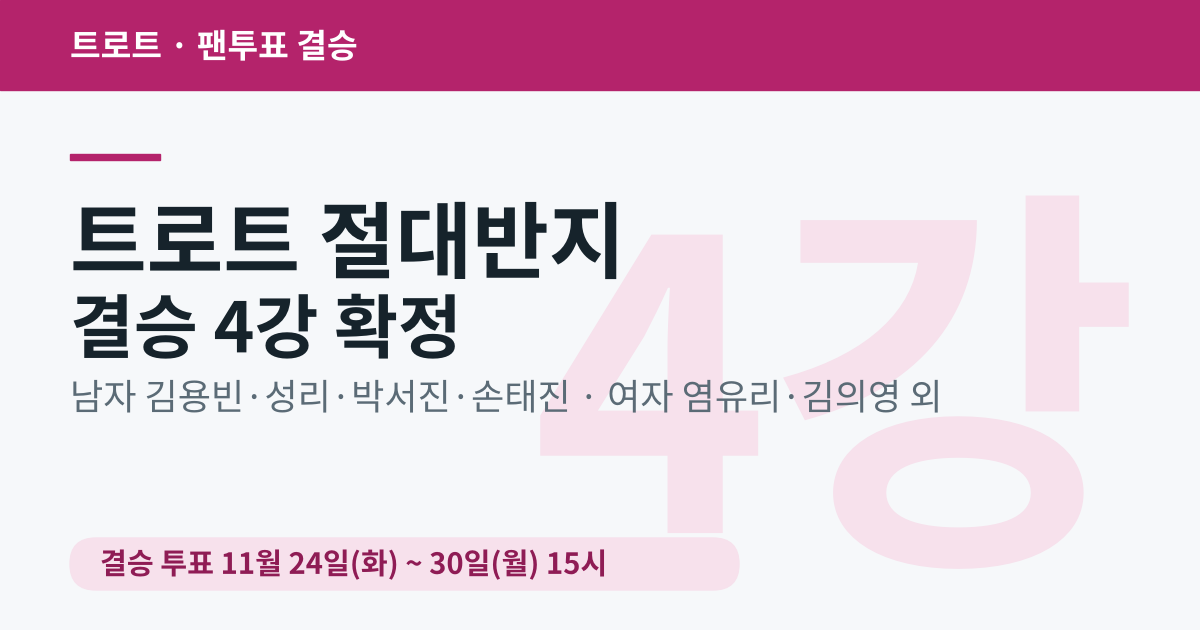 트로트 · 팬투표 결승
트로트 절대반지
결승 4강 확정
남자 김용빈·성리·박서진·손태진 · 여자 염유리·김의영 외
4강
결승 투표 11월 24일(화) ~ 30일(월) 15시